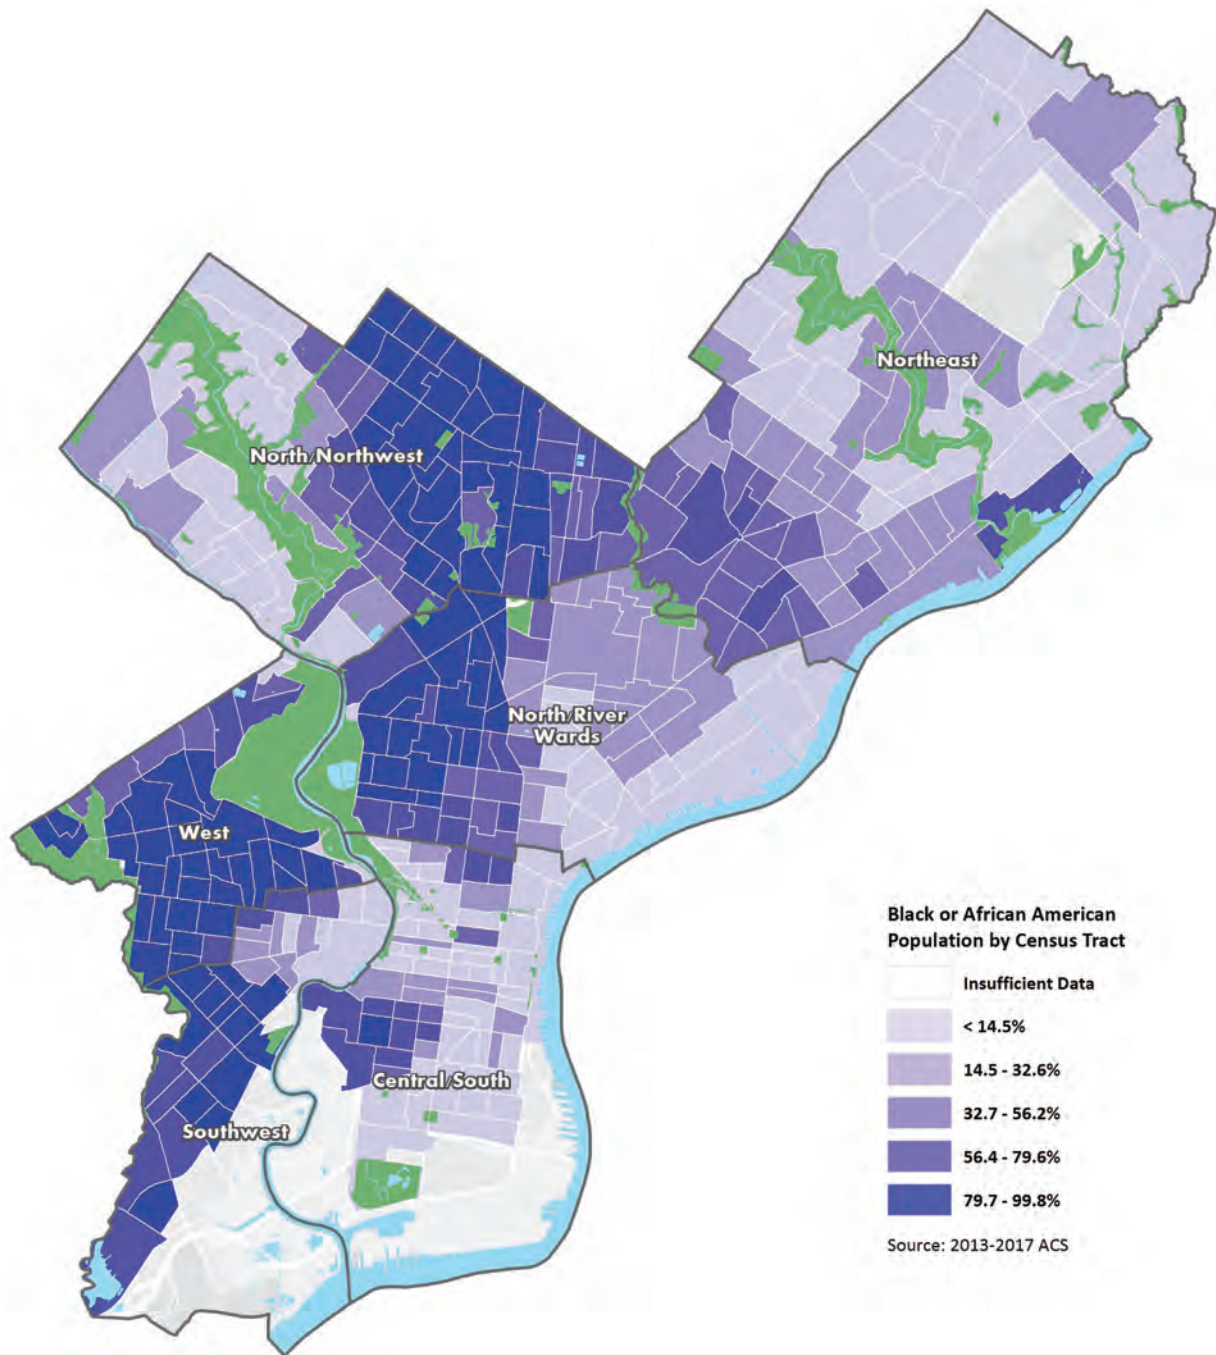 Northeast
North/Northwest
North/River
Wards
West
Central/South
Southwest
Black or African American
Population by Census Tract
Insufficient Data
< 14.5%
14.5 - 32.6%
32.7 - 56.2%
56.4 - 79.6%
79.7 - 99.8%
Source: 2013-2017 ACS